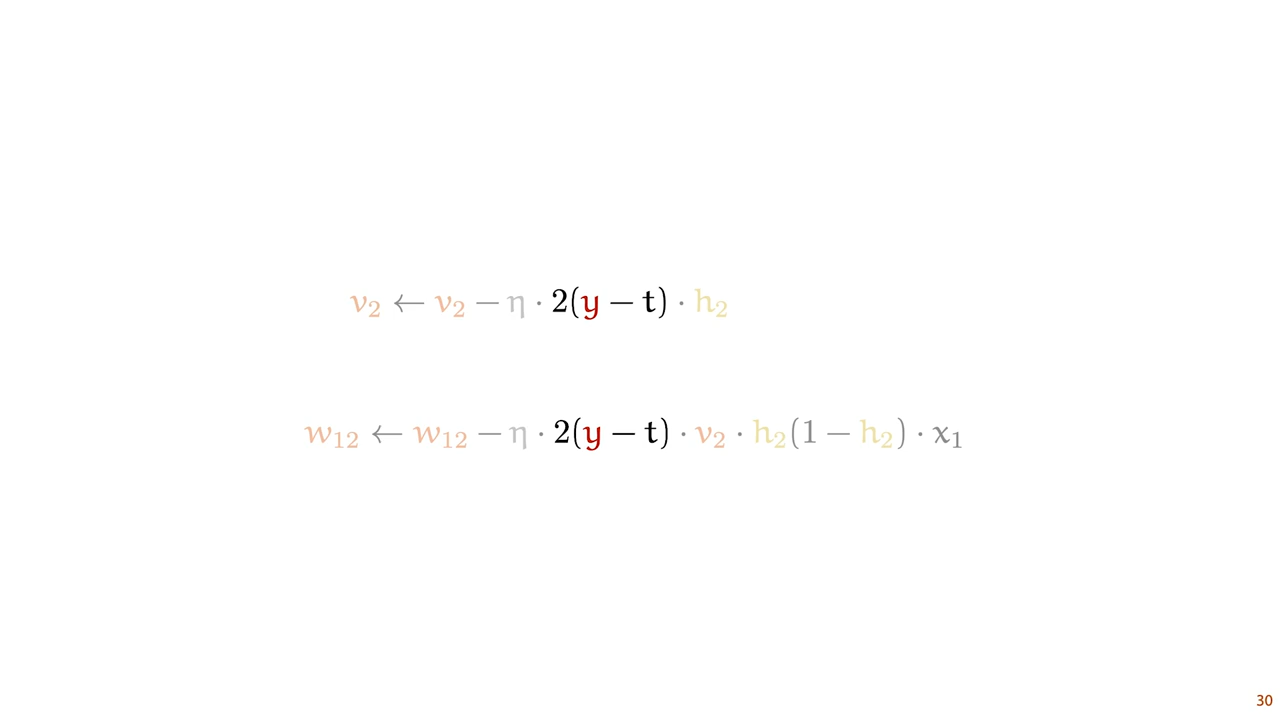 v₂ ← v₂ − η · 2(y − t) · h₂
w₁₂ ← w₁₂ − η · 2(y − t) · v₂ · h₂(1 − h₂) · x₁
30